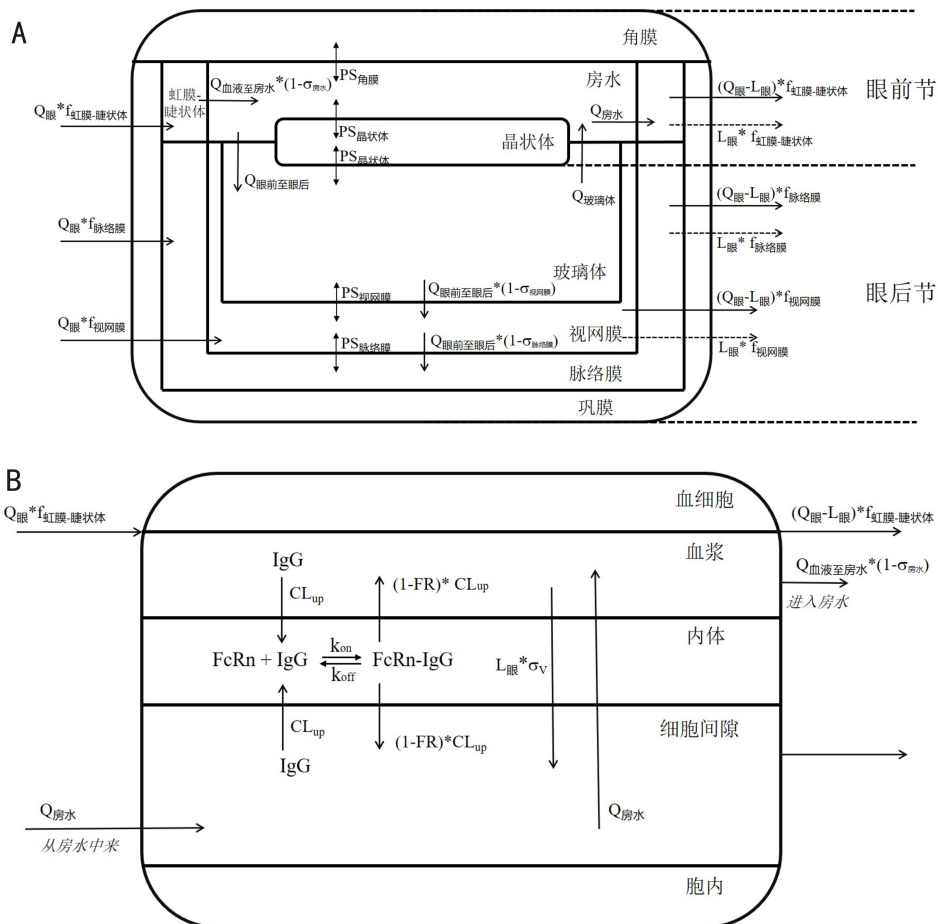 A
角膜
PS角膜
Q血液至房水*(1-σ房水)
房水
虹膜-
睫状体
Q眼*f虹膜-睫状体
Q房水
(Q眼-L眼)*f虹膜-睫状体
眼前节
PS晶状体
晶状体
L眼* f虹膜-睫状体
PS晶状体
Q眼前至眼后
Q玻璃体
(Q眼-L眼)*f脉络膜
Q眼*f脉络膜
L眼* f脉络膜
玻璃体
PS视网膜
Q眼前至眼后*(1-σ视网膜)
(Q眼-L眼)*f视网膜
眼后节
Q眼*f视网膜
视网膜
PS脉络膜
Q眼前至眼后*(1-σ脉络膜)
L眼* f视网膜
脉络膜
巩膜
B
血细胞
Q眼*f虹膜-睫状体
(Q眼-L眼)*f虹膜-睫状体
血浆
IgG
Q血液至房水*(1-σ房水)
CLup
(1-FR)* CLup
进入房水
内体
FcRn + IgG
kon
koff
FcRn-IgG
L眼*σV
CLup
(1-FR)*CLup
细胞间隙
IgG
Q房水
Q房水
从房水中来
胞内